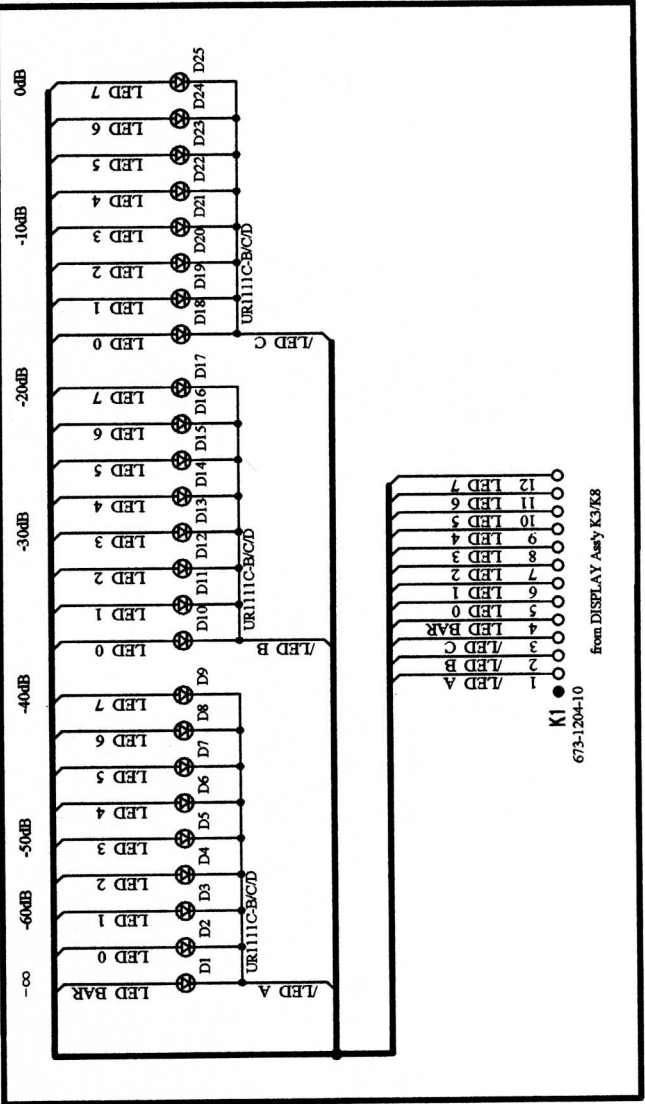 0dB
-10dB
-20dB
-30dB
-40dB
-50dB
-60dB
-∞
LED 7
D25
LED 6
D24
LED 5
D23
LED 4
D22
LED 3
D21
LED 2
D20
LED 1
D19
LED 0
D18
UR1111C-B/C/D
/LED C
LED 7
D17
LED 6
D16
LED 5
D15
LED 4
D14
LED 3
D13
LED 2
D12
LED 1
D11
LED 0
D10
UR1111C-B/C/D
/LED B
LED 7
D9
LED 6
D8
LED 5
D7
LED 4
D6
LED 3
D5
LED 2
D4
LED 1
D3
LED 0
D2
LED BAR
D1
UR1111C-B/C/D
/LED A
LED 7 12
LED 6 11
LED 5 10
LED 4 9
LED 3 8
LED 2 7
LED 1 6
LED 0 5
LED BAR 4
/LED C 3
/LED B 2
/LED A 1
K1
673-1204-10
from DISPLAY Ass'y K3/K8